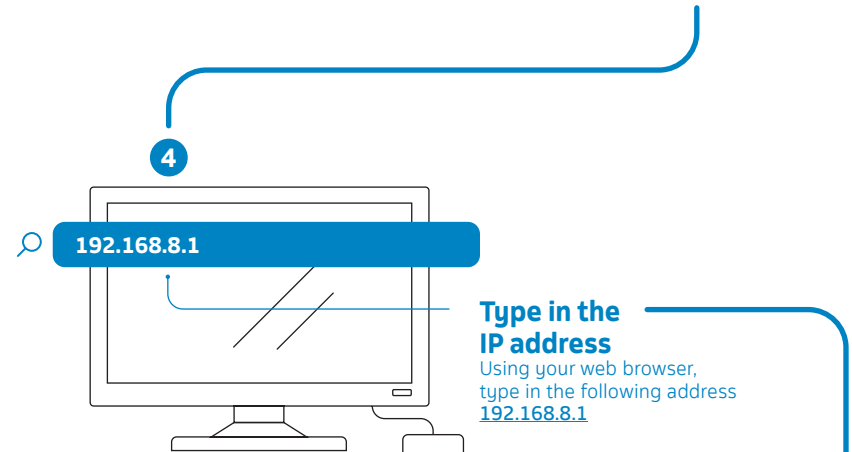 4
192.168.8.1
Type in the
IP address
Using your web browser,
type in the following address
192.168.8.1